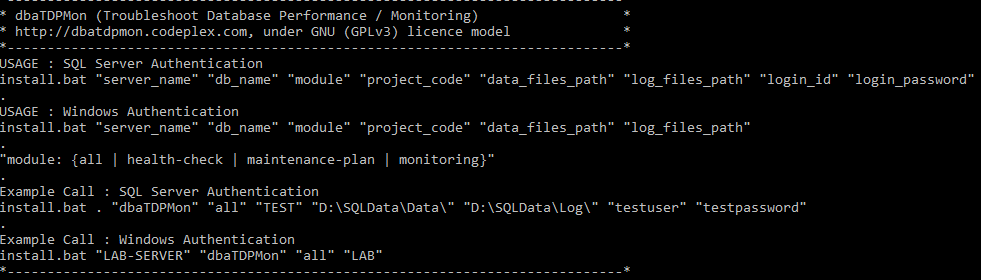 *-----------------------------------------------------------------------------*
* dbaTDPMon (Troubleshoot Database Performance / Monitoring) *
* http://dbatdpmon.codeplex.com, under GNU (GPLv3) licence model *
*-----------------------------------------------------------------------------*
USAGE : SQL Server Authentication
install.bat "server_name" "db_name" "module" "project_code" "data_files_path" "log_files_path" "login_id" "login_password"
.
USAGE : Windows Authentication
install.bat "server_name" "db_name" "module" "project_code" "data_files_path" "log_files_path"
.
"module: {all | health-check | maintenance-plan | monitoring}"
.
Example Call : SQL Server Authentication
install.bat . "dbaTDPMon" "all" "TEST" "D:\SQLData\Data\" "D:\SQLData\Log\" "testuser" "testpassword"
.
Example Call : Windows Authentication
install.bat "LAB-SERVER" "dbaTDPMon" "all" "LAB"
*-----------------------------------------------------------------------------*